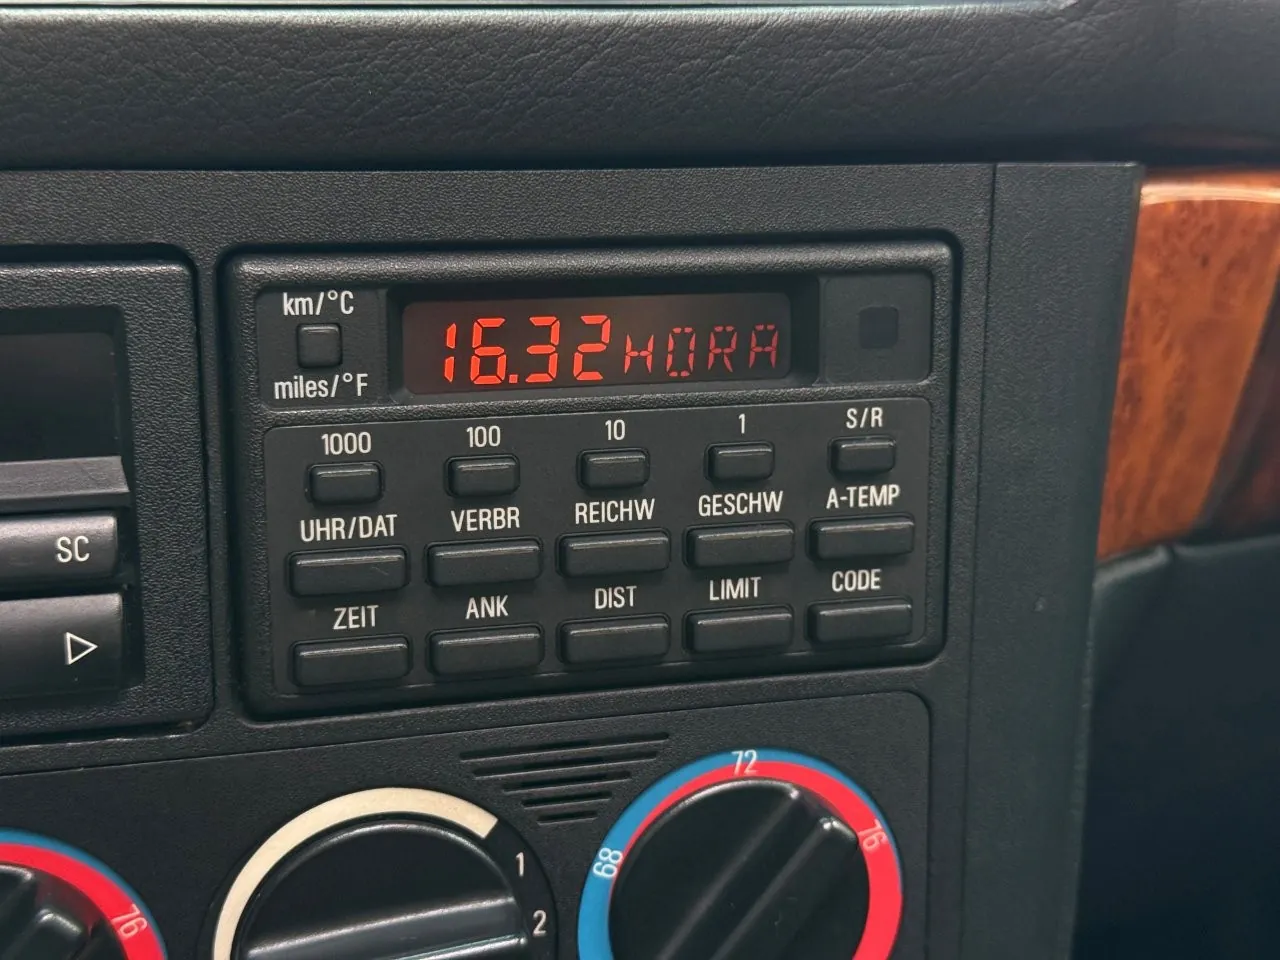 km/°C
16.32 HORA
miles/°F
1000 100 10 1 S/R
UHR/DAT VERBR REICHW GESCHW A-TEMP
ZEIT ANK DIST LIMIT CODE
SC
72
68
76
1
2
76